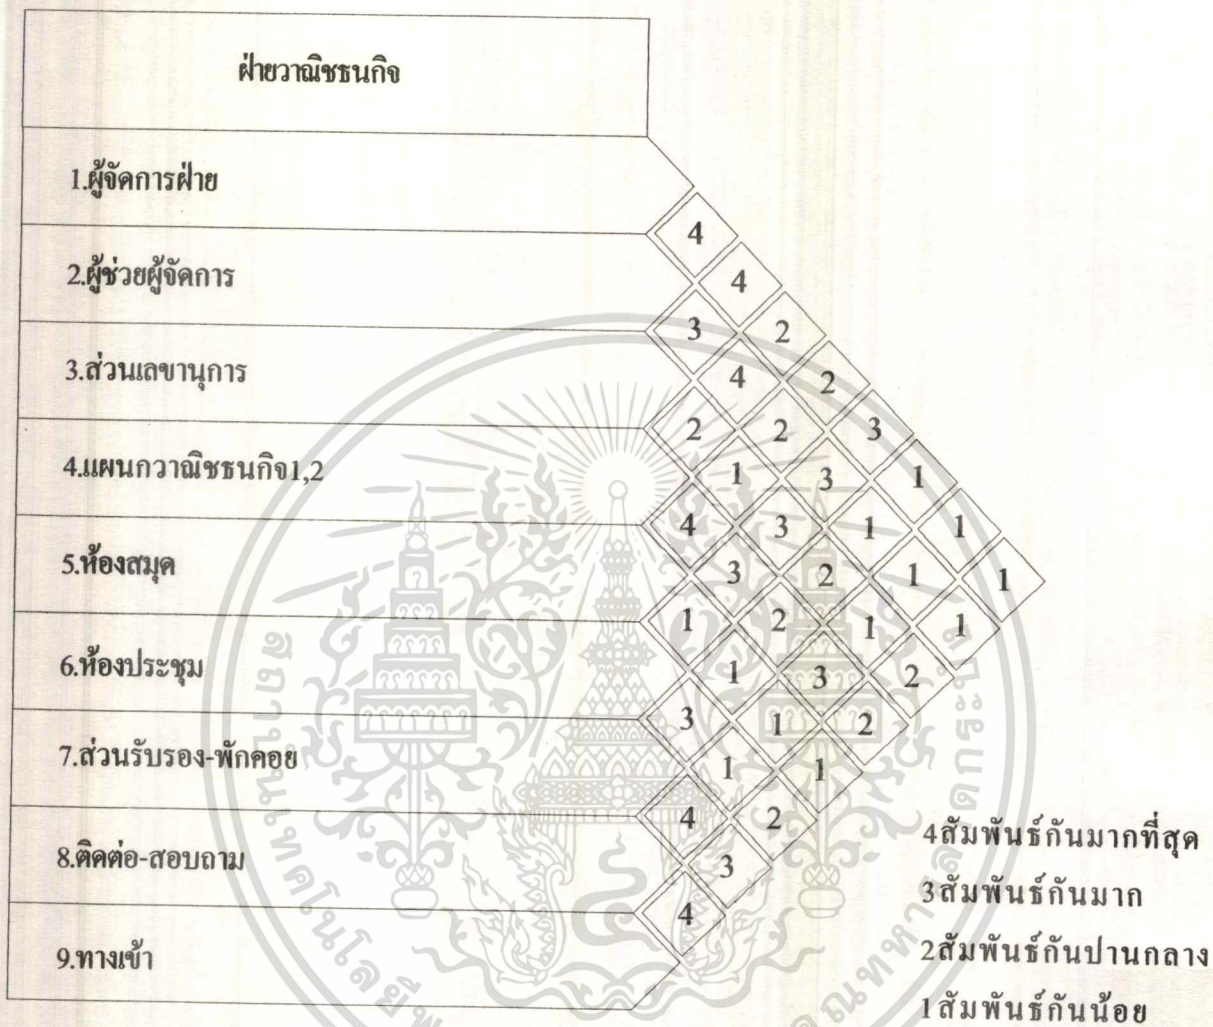 ฝ่ายวาณิชธนกิจ
1.ผู้จัดการฝ่าย
4
2.ผู้ช่วยผู้จัดการ
4
3 2
3.ส่วนเลขานุการ
4 2
2 2 3
4.แผนกวาณิชธนกิจ1,2
1 3 1
4 3 1 1
5.ห้องสมุด
3 2 1 1
1 2 1 1
6.ห้องประชุม
1 3 2
3 1 2
7.ส่วนรับรอง-พักคอย
1 1
4 2
8.ติดต่อ-สอบถาม
3
4
9.ทางเข้า
4สัมพันธ์กันมากที่สุด
3สัมพันธ์กันมาก
2สัมพันธ์กันปานกลาง
1สัมพันธ์กันน้อย